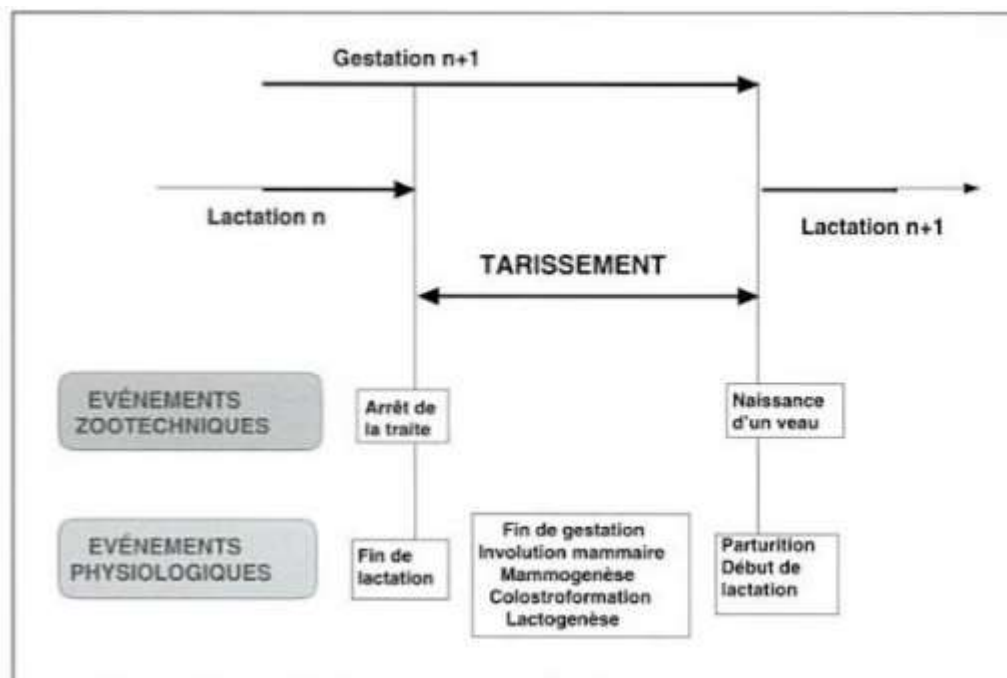 Gestation n+1
Lactation n
Lactation n+1
TARISSEMENT
EVÉNEMENTS
ZOOTECHNIQUES
Arrêt de
la traite
Naissance
d'un veau
EVÉNEMENTS
PHYSIOLOGIQUES
Fin de
lactation
Fin de gestation
Involution mammaire
Mammogenèse
Colostroformation
Lactogenèse
Parturition
Début de
lactation